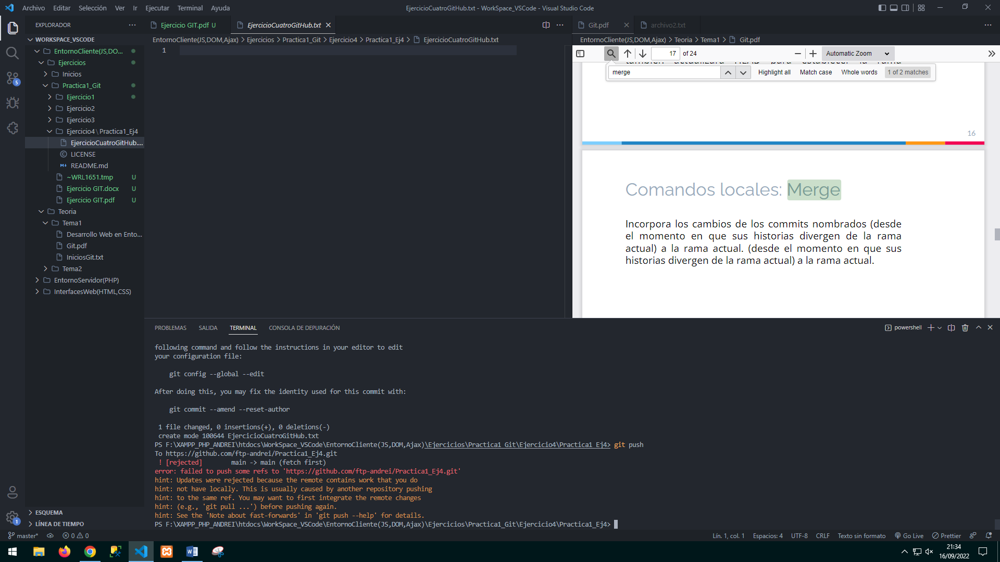 Archivo Editar Selección Ver Ir Ejecutar Terminal Ayuda
EjercicioCuatroGitHub.txt - WorkSpace_VSCode - Visual Studio Code
EXPLORADOR
WORKSPACE_VSCODE
EntornoCliente(JS,DO...
Ejercicios
Inicios
Practica1_Git
Ejercicio1
Ejercicio2
Ejercicio3
Ejercicio4 \ Practica1_Ej4
EjercicioCuatroGitHub....
LICENSE
README.md
~WRL1651.tmp U
Ejercicio GIT.docx U
Ejercicio GIT.pdf U
Teoria
Tema1
Desarrollo Web en Ento...
Git.pdf
IniciosGit.txt
Tema2
EntornoServidor(PHP)
InterfacesWeb(HTML,CSS)
ESQUEMA
LÍNEA DE TIEMPO
5
1
Ejercicio GIT.pdf U
EjercicioCuatroGitHub.txt
EntornoCliente(JS,DOM,Ajax) > Ejercicios > Practica1_Git > Ejercicio4 > Practica1_Ej4 > EjercicioCuatroGitHub.txt
1
Git.pdf
archivo2.txt
EntornoCliente(JS,DOM,Ajax) > Teoria > Tema1 > Git.pdf
17 of 24
Automatic Zoom
merge
Highlight all Match case Whole words 1 of 2 matches
16
Comandos locales: Merge
Incorpora los cambios de los commits nombrados (desde
el momento en que sus historias divergen de la rama
actual) a la rama actual. (desde el momento en que sus
historias divergen de la rama actual) a la rama actual.
PROBLEMAS SALIDA TERMINAL CONSOLA DE DEPURACIÓN
powershell
following command and follow the instructions in your editor to edit
your configuration file:
git config --global --edit
After doing this, you may fix the identity used for this commit with:
git commit --amend --reset-author
1 file changed, 0 insertions(+), 0 deletions(-)
create mode 100644 EjercicioCuatroGitHub.txt
PS F:\XAMPP_PHP_ANDREI\htdocs\WorkSpace_VSCode\EntornoCliente(JS,DOM,Ajax)\Ejercicios\Practica1_Git\Ejercicio4\Practica1_Ej4> git push
To https://github.com/ftp-andrei/Practica1_Ej4.git
! [rejected] main -> main (fetch first)
error: failed to push some refs to 'https://github.com/ftp-andrei/Practica1_Ej4.git'
hint: Updates were rejected because the remote contains work that you do
hint: not have locally. This is usually caused by another repository pushing
hint: to the same ref. You may want to first integrate the remote changes
hint: (e.g., 'git pull ...') before pushing again.
hint: See the 'Note about fast-forwards' in 'git push --help' for details.
PS F:\XAMPP_PHP_ANDREI\htdocs\WorkSpace_VSCode\EntornoCliente(JS,DOM,Ajax)\Ejercicios\Practica1_Git\Ejercicio4\Practica1_Ej4>
master* 0 0
Lín. 1, col. 1 Espacios: 4 UTF-8 CRLF Texto sin formato Go Live Prettier
21:34
16/09/2022